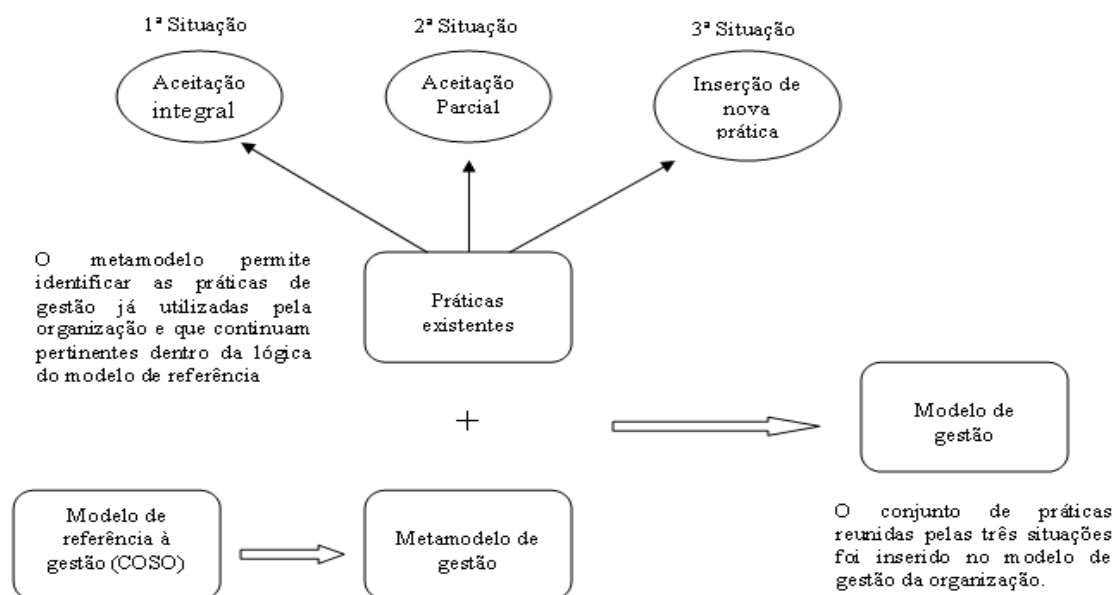 1ª Situação
2ª Situação
3ª Situação
Aceitação
integral
Aceitação
Parcial
Inserção de
nova
prática
O metamodelo permite
identificar as práticas de
gestão já utilizadas pela
organização e que continuam
pertinentes dentro da lógica
do modelo de referência
Práticas
existentes
+
Modelo de
gestão
Modelo de
referência à
gestão (COSO)
Metamodelo de
gestão
O conjunto de práticas
reunidas pelas três situações
foi inserido no modelo de
gestão da organização.